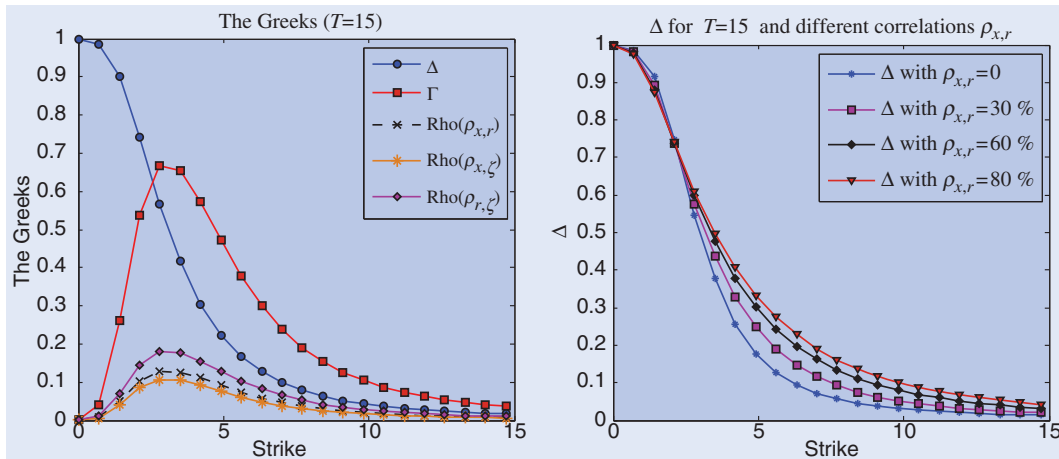 The Greeks (T=15)
The Greeks
1
0.9
0.8
0.7
0.6
0.5
0.4
0.3
0.2
0.1
0
Δ
Γ
Rho(ρx,r)
Rho(ρx,ζ)
Rho(ρr,ζ)
0 5 10 15
Strike
Δ for T=15 and different correlations ρx,r
Δ
1
0.9
0.8
0.7
0.6
0.5
0.4
0.3
0.2
0.1
0
Δ with ρx,r=0
Δ with ρx,r=30 %
Δ with ρx,r=60 %
Δ with ρx,r=80 %
0 5 10 15
Strike